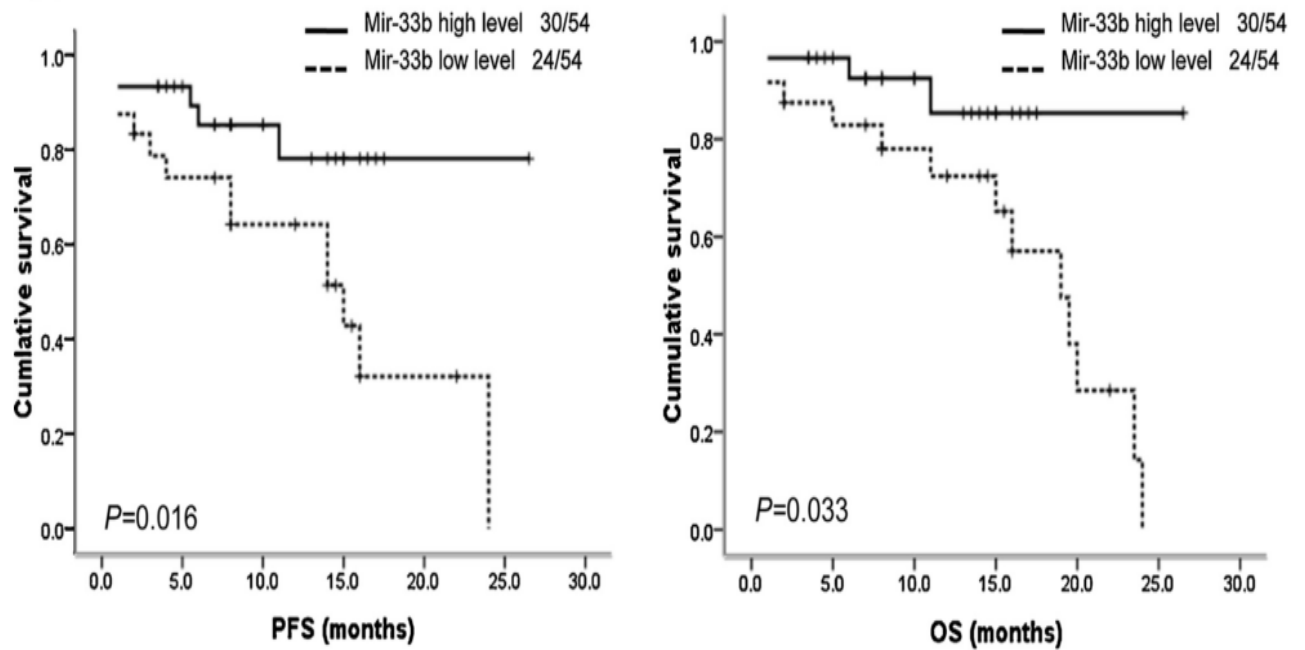 Mir-33b high level 30/54
Mir-33b low level 24/54
1.0
0.8
0.6
0.4
0.2
0.0
Cumlative survival
P=0.016
0.0 5.0 10.0 15.0 20.0 25.0 30.0
PFS (months)
Mir-33b high level 30/54
Mir-33b low level 24/54
1.0
0.8
0.6
0.4
0.2
0.0
Cumulative survival
P=0.033
0.0 5.0 10.0 15.0 20.0 25.0 30.0
OS (months)